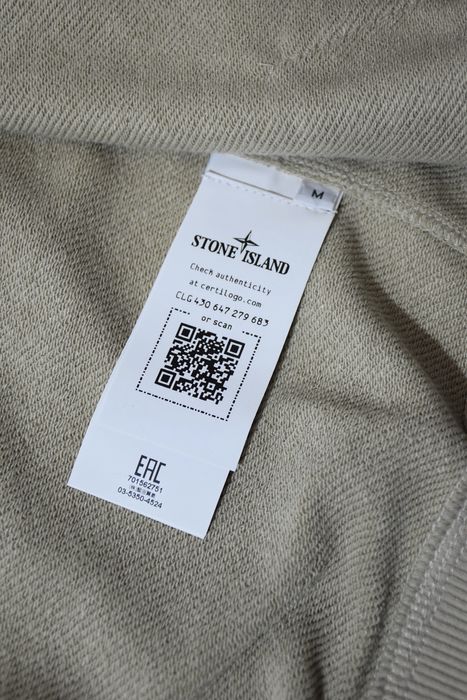 M
STONE ISLAND
Check authenticity
at certilogo.com
CLG 430 647 279 683
or scan
EAC
701562751
03-5350-4524